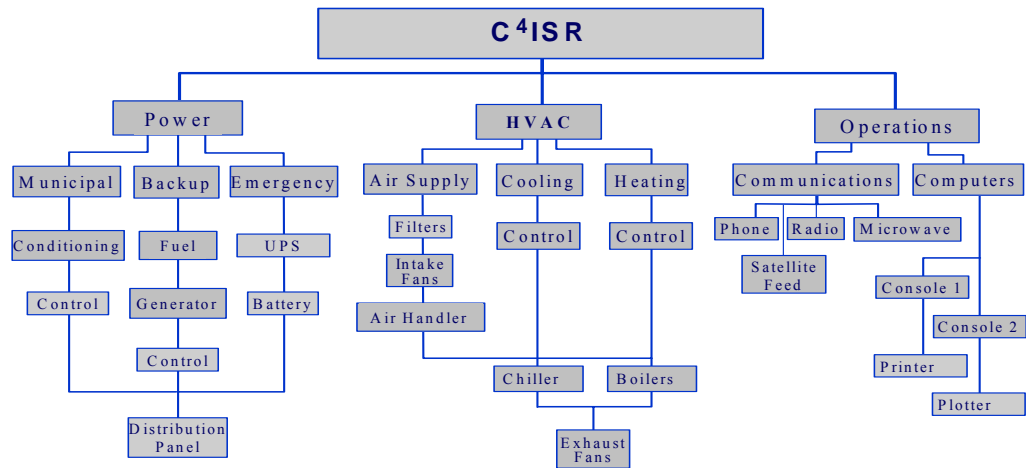 C⁴ISR
Power
HVAC
Operations
Municipal
Backup
Emergency
Air Supply
Cooling
Heating
Communications
Computers
Conditioning
Fuel
UPS
Filters
Control
Control
Phone
Radio
Microwave
Intake
Fans
Satellite
Feed
Control
Generator
Battery
Air Handler
Console 1
Console 2
Control
Chiller
Boilers
Printer
Plotter
Distribution
Panel
Exhaust
Fans